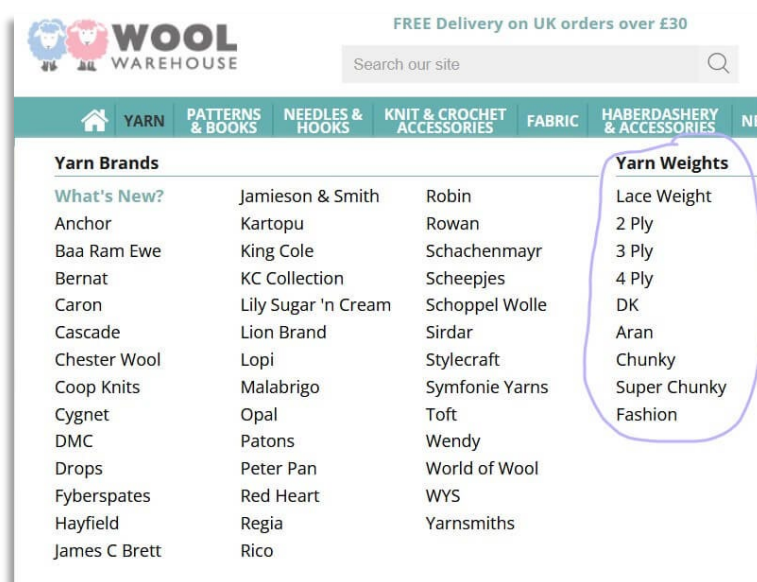 WOOL
WAREHOUSE
FREE Delivery on UK orders over £30
Search our site
YARN
PATTERNS & BOOKS
NEEDLES & HOOKS
KNIT & CROCHET ACCESSORIES
FABRIC
HABERDASHERY & ACCESSORIES
Yarn Brands
What's New?
Anchor
Baa Ram Ewe
Bernat
Caron
Cascade
Chester Wool
Coop Knits
Cygnet
DMC
Drops
Fyberspates
Hayfield
James C Brett
Jamieson & Smith
Kartopu
King Cole
KC Collection
Lily Sugar 'n Cream
Lion Brand
Lopi
Malabrigo
Opal
Patons
Peter Pan
Red Heart
Regia
Rico
Robin
Rowan
Schachenmayr
Scheepjes
Schoppel Wolle
Sirdar
Stylecraft
Symfonie Yarns
Toft
Wendy
World of Wool
WYS
Yarnsmiths
Yarn Weights
Lace Weight
2 Ply
3 Ply
4 Ply
DK
Aran
Chunky
Super Chunky
Fashion